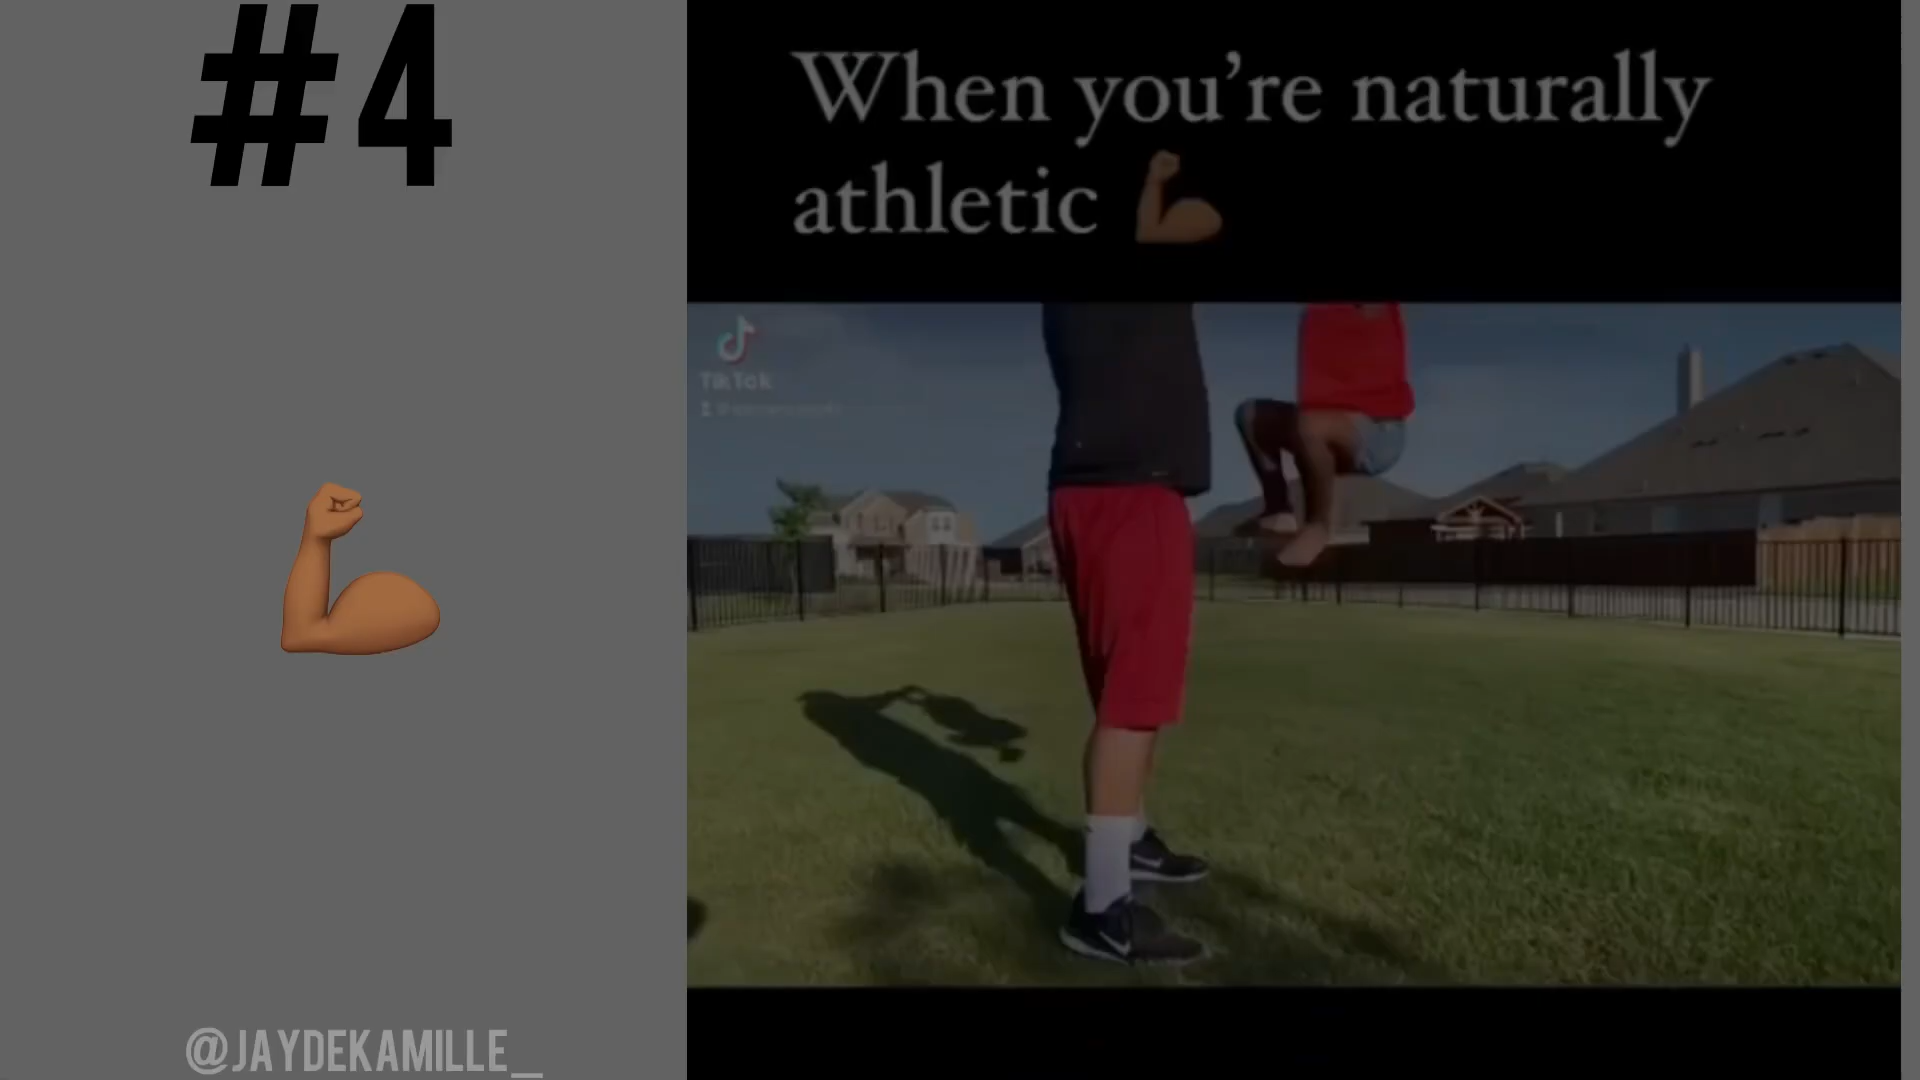 #4
When you're naturally
athletic
TikTok
@JAYDEKAMILLE_